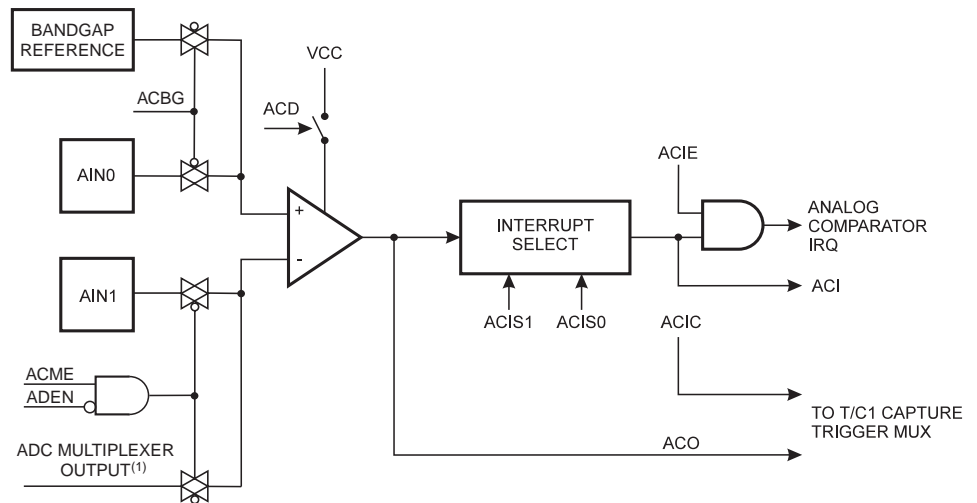 BANDGAP
REFERENCE
VCC
ACBG
ACD
AIN0
ACIE
+
INTERRUPT
SELECT
ANALOG
COMPARATOR
IRQ
-
AIN1
ACI
ACIS1 ACIS0
ACIC
ACME
ADEN
TO T/C1 CAPTURE
TRIGGER MUX
ADC MULTIPLEXER
OUTPUT(1)
ACO